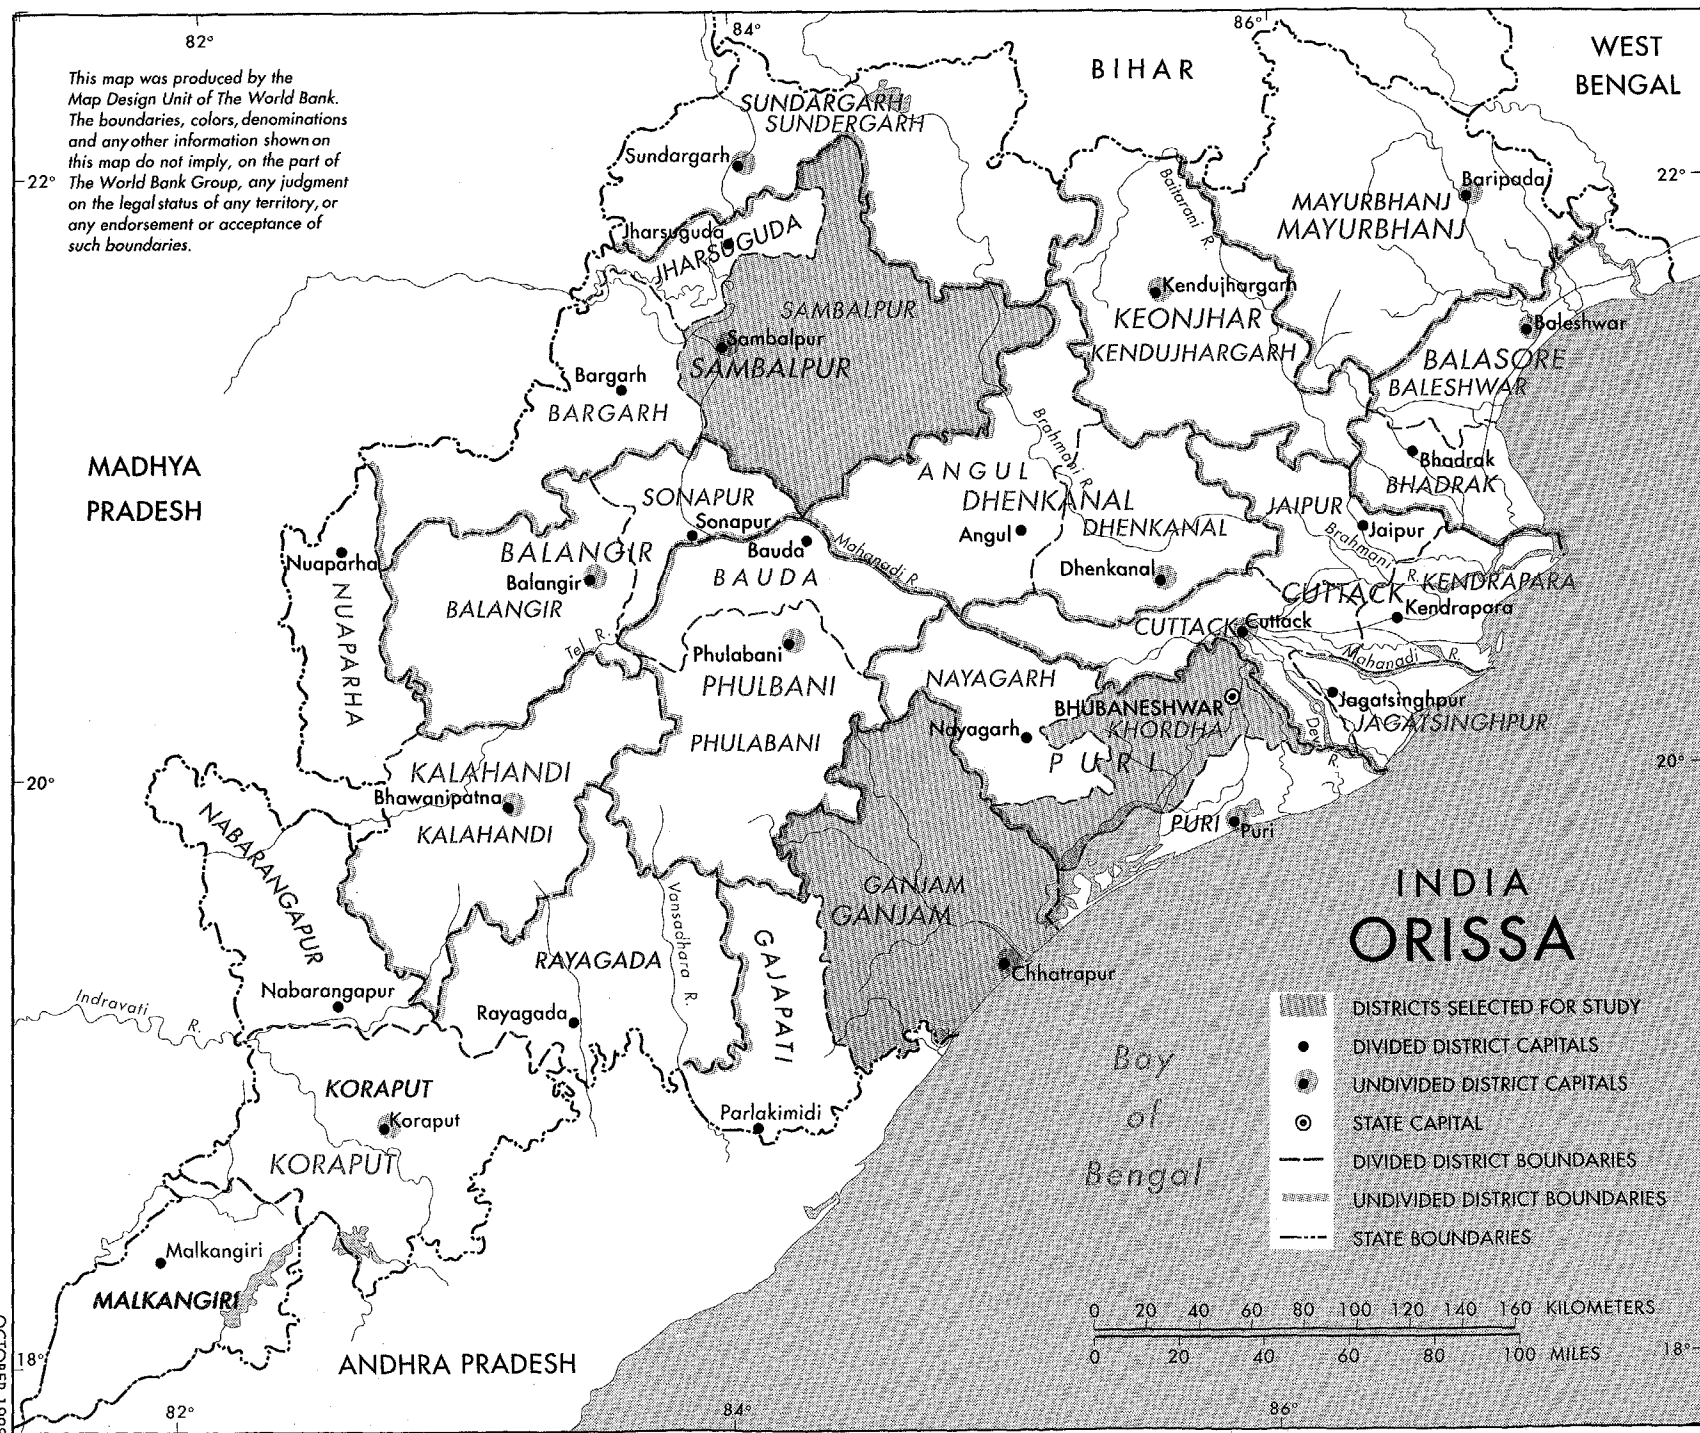 82°
84°
86°
This map was produced by the
Map Design Unit of The World Bank.
The boundaries, colors, denominations
and any other information shown on
this map do not imply, on the part of
The World Bank Group, any judgment
on the legal status of any territory, or
any endorsement or acceptance of
such boundaries.
BIHAR
WEST
BENGAL
SUNDARGARH
SUNDERGARH
Sundargarh
22°
22°
Baitarani R.
Baripada
MAYURBHANJ
MAYURBHANJ
Jharsuguda
JHARSUGUDA
Kendujhargarh
KEONJHAR
KENDUJHARGARH
SAMBALPUR
Sambalpur
SAMBALPUR
Baleshwar
BALASORE
BALESHWAR
Bargarh
BARGARH
MADHYA
PRADESH
Brahmani R.
Bhadrak
BHADRAK
ANGUL
DHENKANAL
DHENKANAL
Angul
Dhenkanal
JAIPUR
Jaipur
Brahmani R.
SONAPUR
Sonapur
BALANGIR
Balangir
BALANGIR
Bauda
BAUDA
Mahanadi R.
Nuaparha
NUAPARHA
KENDRAPARA
CUTTACK
Kendrapara
CUTTACK
Cuttack
Mahanadi R.
Tel R.
Phulabani
PHULBANI
PHULABANI
NAYAGARH
Nayagarh
BHUBANESHWAR
KHORDHA
Jagatsinghpur
JAGATSINGHPUR
Devi R.
PURI
PURI
Puri
20°
20°
KALAHANDI
Bhawanipatna
KALAHANDI
NABARANGAPUR
Nabarangapur
Indravati R.
GANJAM
GANJAM
Chhatrapur
RAYAGADA
Rayagada
Vansadhara R.
GAJAPATI
Parlakimidi
KORAPUT
Koraput
KORAPUT
Malkangiri
MALKANGIRI
ANDHRA PRADESH
Bay
of
Bengal
INDIA
ORISSA
DISTRICTS SELECTED FOR STUDY
DIVIDED DISTRICT CAPITALS
UNDIVIDED DISTRICT CAPITALS
STATE CAPITAL
DIVIDED DISTRICT BOUNDARIES
UNDIVIDED DISTRICT BOUNDARIES
STATE BOUNDARIES
0 20 40 60 80 100 120 140 160 KILOMETERS
0 20 40 60 80 100 MILES
18°
18°
82°
84°
86°
OCTOBER